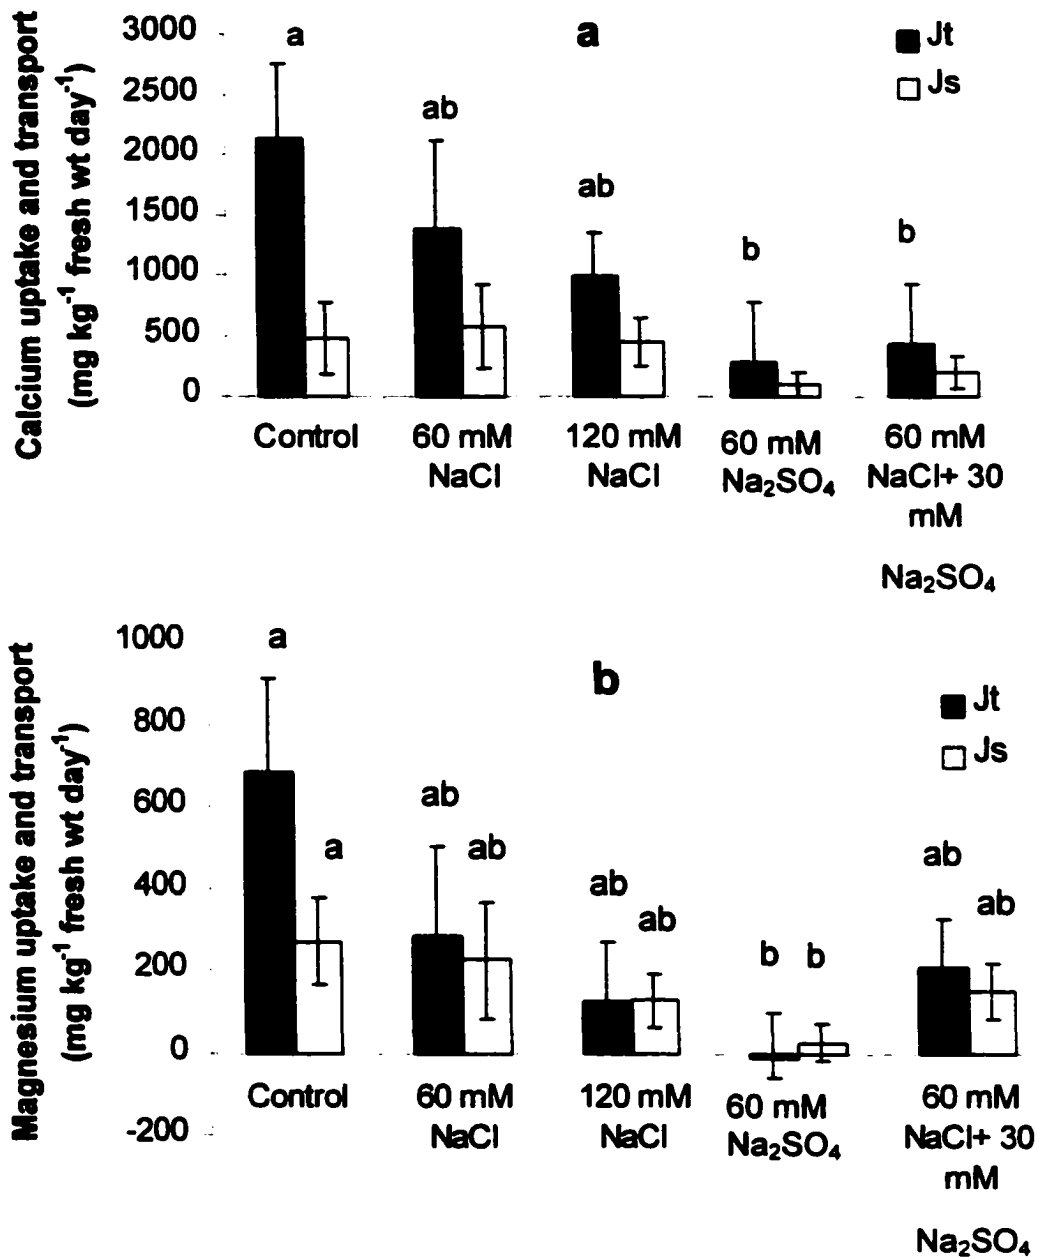 Calcium uptake and transport
(mg kg⁻¹ fresh wt day⁻¹)
3000
2500
2000
1500
1000
500
0
a
a
ab
ab
b
b
Jt
Js
Control
60 mM
NaCl
120 mM
NaCl
60 mM
Na₂SO₄
60 mM
NaCl+ 30
mM
Na₂SO₄
Magnesium uptake and transport
(mg kg⁻¹ fresh wt day⁻¹)
1000
800
600
400
200
0
-200
b
a
a
ab
ab
ab
ab
b b
ab
ab
Jt
Js
Control
60 mM
NaCl
120 mM
NaCl
60 mM
Na₂SO₄
60 mM
NaCl+ 30
mM
Na₂SO₄